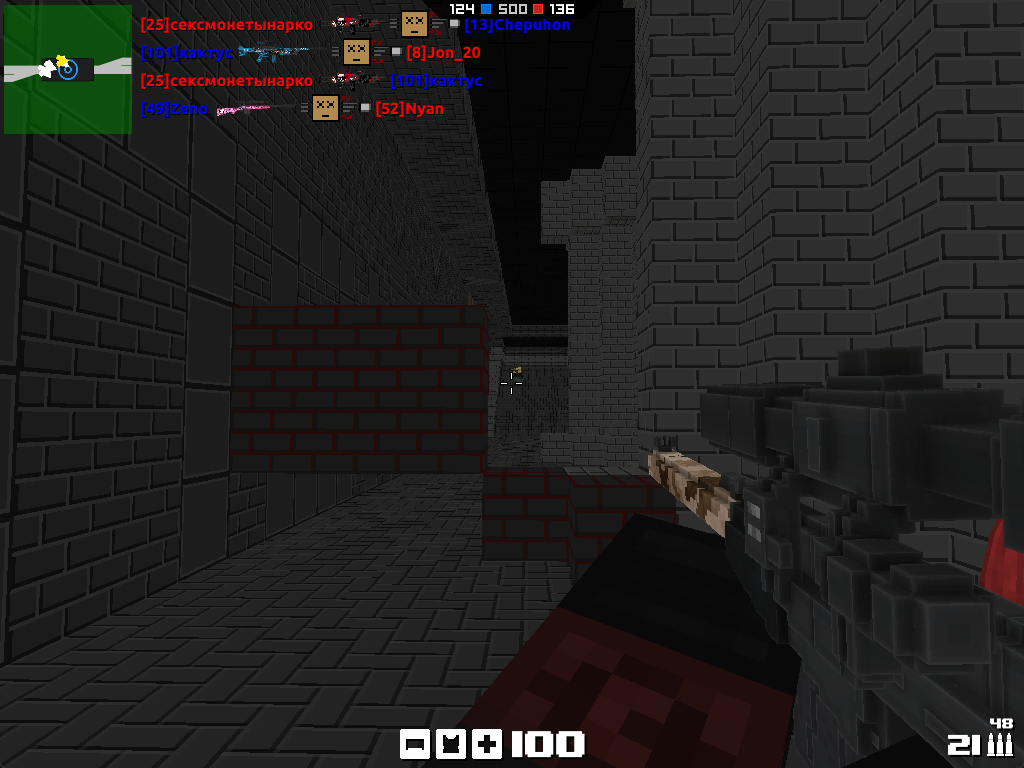 124 500 136
[25]сексмонетынарко [13]Chepuhon
[101]кактус [8]Jon_20
[25]сексмонетынарко [101]кактус
[49]Zeno [52]Nyan
48
100 21